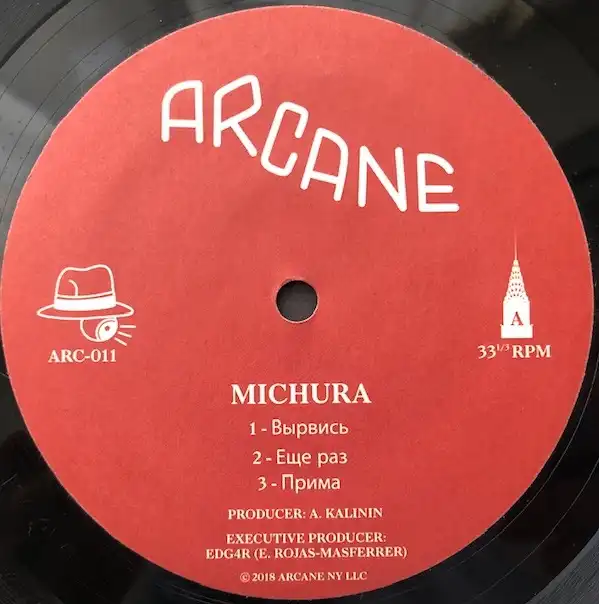 ARCANE
ARC-011
A
33 1/3 RPM
MICHURA
1 - Вырвись
2 - Еще раз
3 - Прима
PRODUCER: A. KALININ
EXECUTIVE PRODUCER:
EDG4R (E. ROJAS-MASFERRER)
© 2018 ARCANE NY LLC